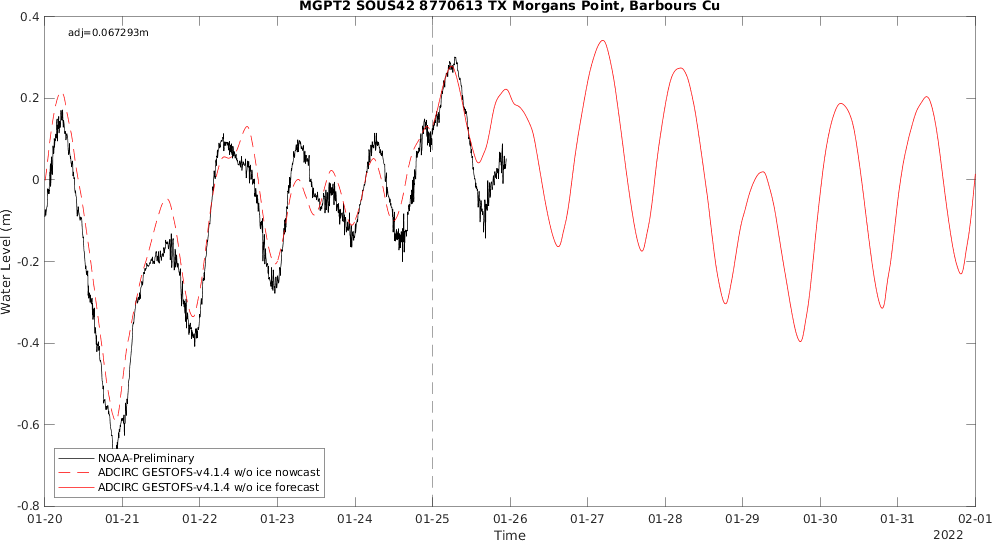 MGPT2 SOUS42 8770613 TX Morgans Point, Barbours Cu
adj=0.067293m
0.4
0.2
0
-0.2
-0.4
-0.6
-0.8
Water Level (m)
NOAA-Preliminary
ADCIRC GESTOFS-v4.1.4 w/o ice nowcast
ADCIRC GESTOFS-v4.1.4 w/o ice forecast
01-20 01-21 01-22 01-23 01-24 01-25 01-26 01-27 01-28 01-29 01-30 01-31 02-01
Time
2022